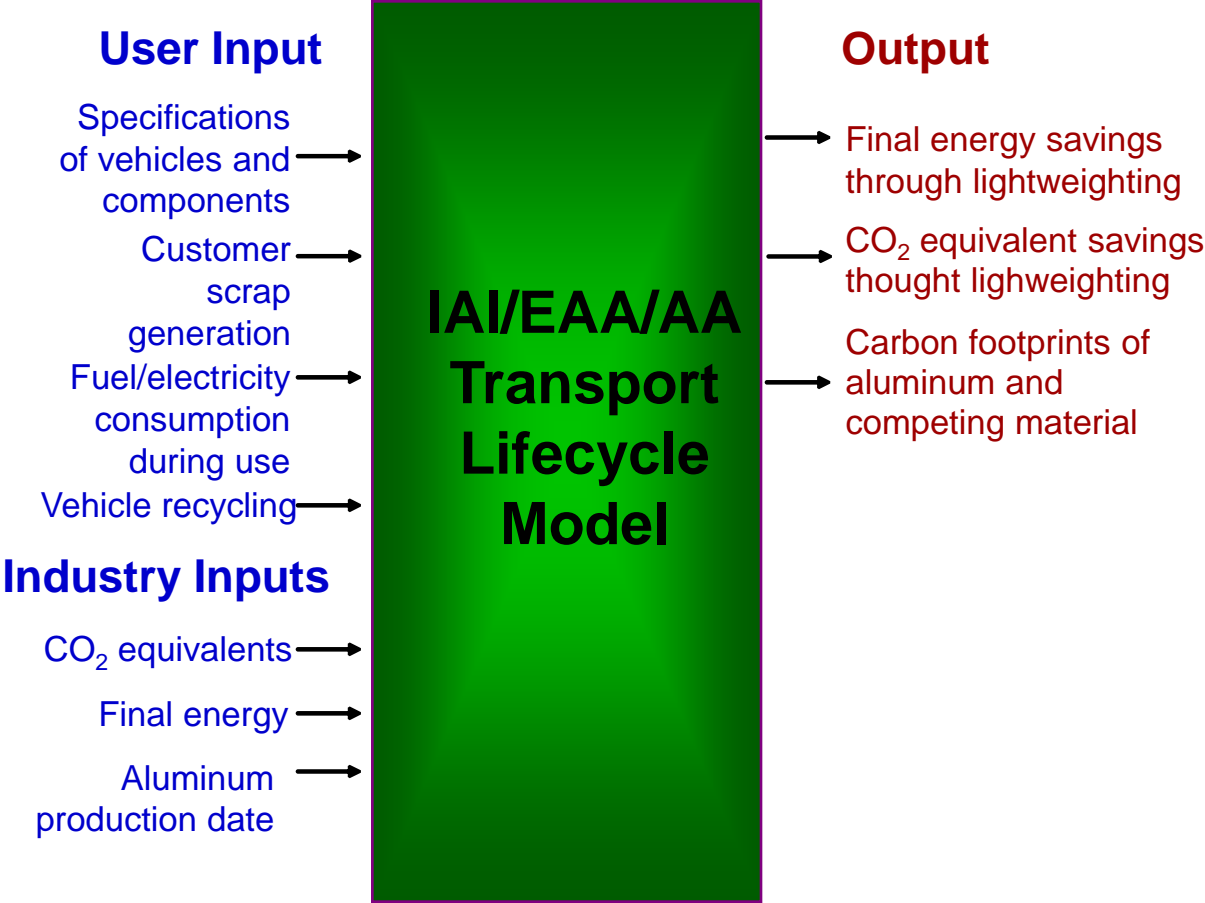 User Input
Specifications
of vehicles and
components
Customer
scrap
generation
Fuel/electricity
consumption
during use
Vehicle recycling
Industry Inputs
CO₂ equivalents
Final energy
Aluminum
production date
IAI/EAA/AA
Transport
Lifecycle
Model
Output
Final energy savings
through lightweighting
CO₂ equivalent savings
thought lighweighting
Carbon footprints of
aluminum and
competing material